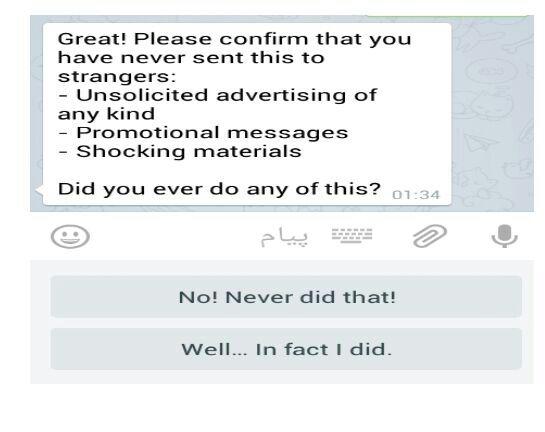 Great! Please confirm that you
have never sent this to
strangers:
- Unsolicited advertising of
any kind
- Promotional messages
- Shocking materials
Did you ever do any of this? 01:34
پیام
No! Never did that!
Well... In fact I did.